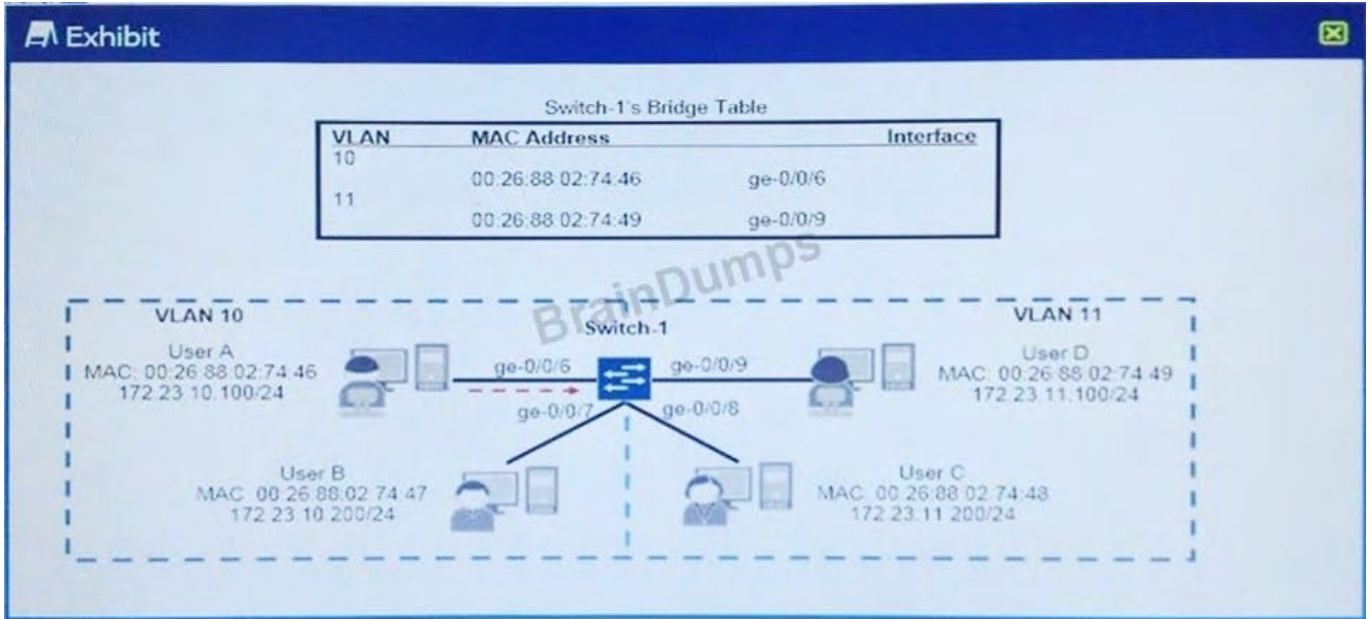 Exhibit
Switch-1's Bridge Table
VLAN MAC Address Interface
10
00:26:88:02:74:46 ge-0/0/6
11
00:26:88:02:74:49 ge-0/0/9
BrainDumps
VLAN 10
User A
MAC: 00:26:88:02:74:46
172.23.10.100/24
Switch-1
ge-0/0/6
ge-0/0/9
ge-0/0/7
ge-0/0/8
VLAN 11
User D
MAC: 00:26:88:02:74:49
172.23.11.100/24
User B
MAC: 00:26:88:02:74:47
172.23.10.200/24
User C
MAC: 00:26:88:02:74:48
172.23.11.200/24